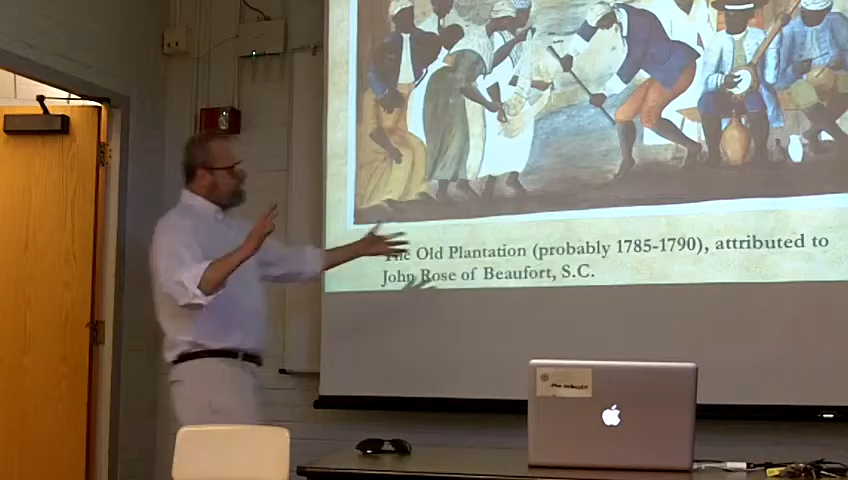 The Old Plantation (probably 1785-1790), attributed to
John Rose of Beaufort, S.C.